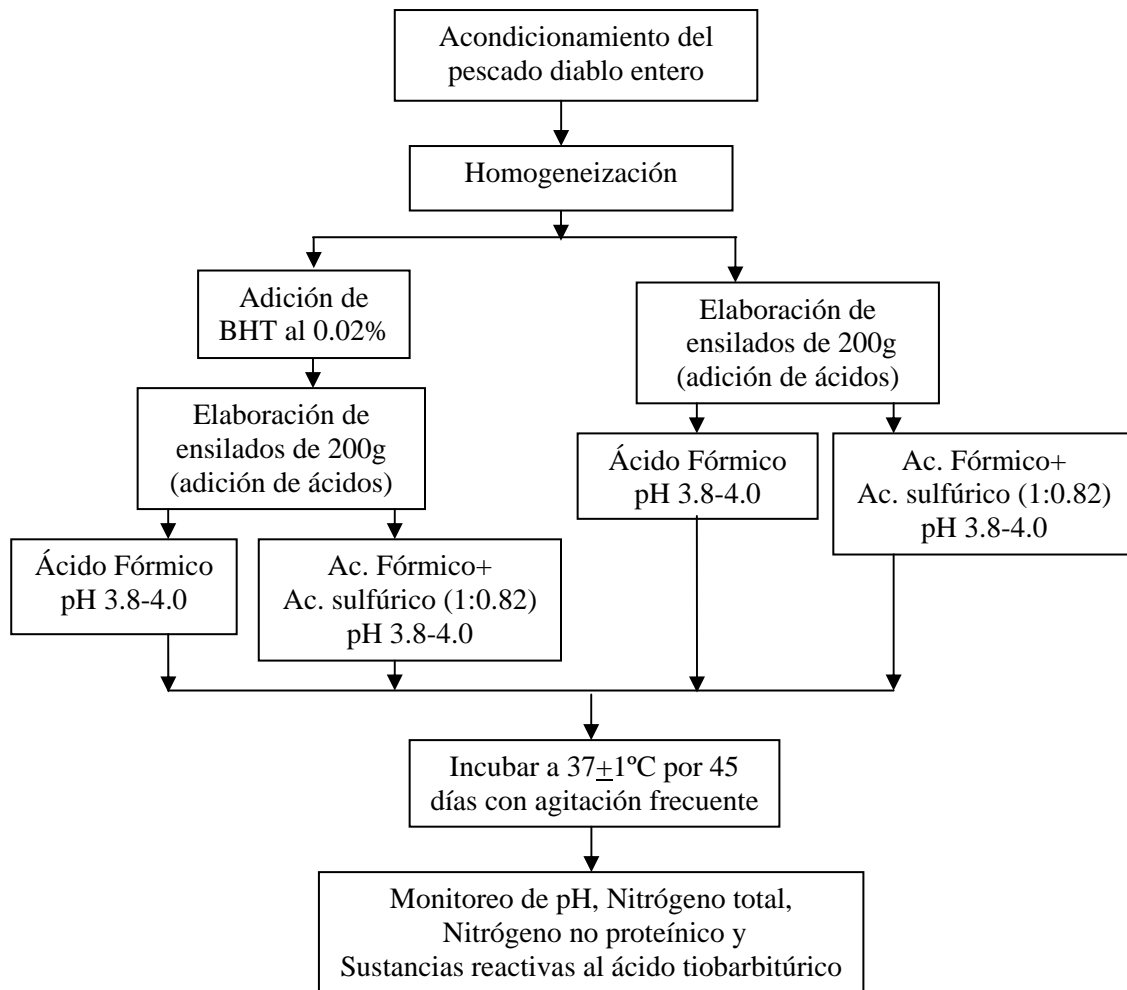 Acondicionamiento del
pescado diablo entero
Homogeneización
Adición de
BHT al 0.02%
Elaboración de
ensilados de 200g
(adición de ácidos)
Elaboración de
ensilados de 200g
(adición de ácidos)
Ácido Fórmico
pH 3.8-4.0
Ac. Fórmico+
Ac. sulfúrico (1:0.82)
pH 3.8-4.0
Ácido Fórmico
pH 3.8-4.0
Ac. Fórmico+
Ac. sulfúrico (1:0.82)
pH 3.8-4.0
Incubar a 37±1ºC por 45
días con agitación frecuente
Monitoreo de pH, Nitrógeno total,
Nitrógeno no proteínico y
Sustancias reactivas al ácido tiobarbitúrico